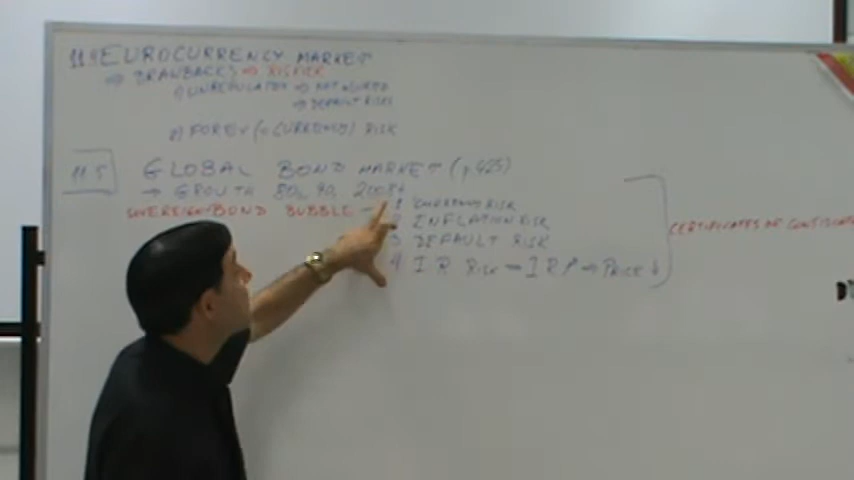 11.4 EUROCURRENCY MARKET
⇒ DRAWBACKS ⇒ RISKIER
1) UNREGULATED ⇒ NOT INSURED
⇒ DEFAULT RISK
2) FOREX (= CURRENCY) RISK
11.5 GLOBAL BOND MARKET (p.425)
→ GROWTH 80s, 90s, 2008+
SOVEREIGN BOND BUBBLE → 1 CURRENCY RISK
2 INFLATION RISK
3 DEFAULT RISK
4 I R RISK → I R ↑ ⇒ PRICE ↓
CERTIFICATES OF CONFIDENCE